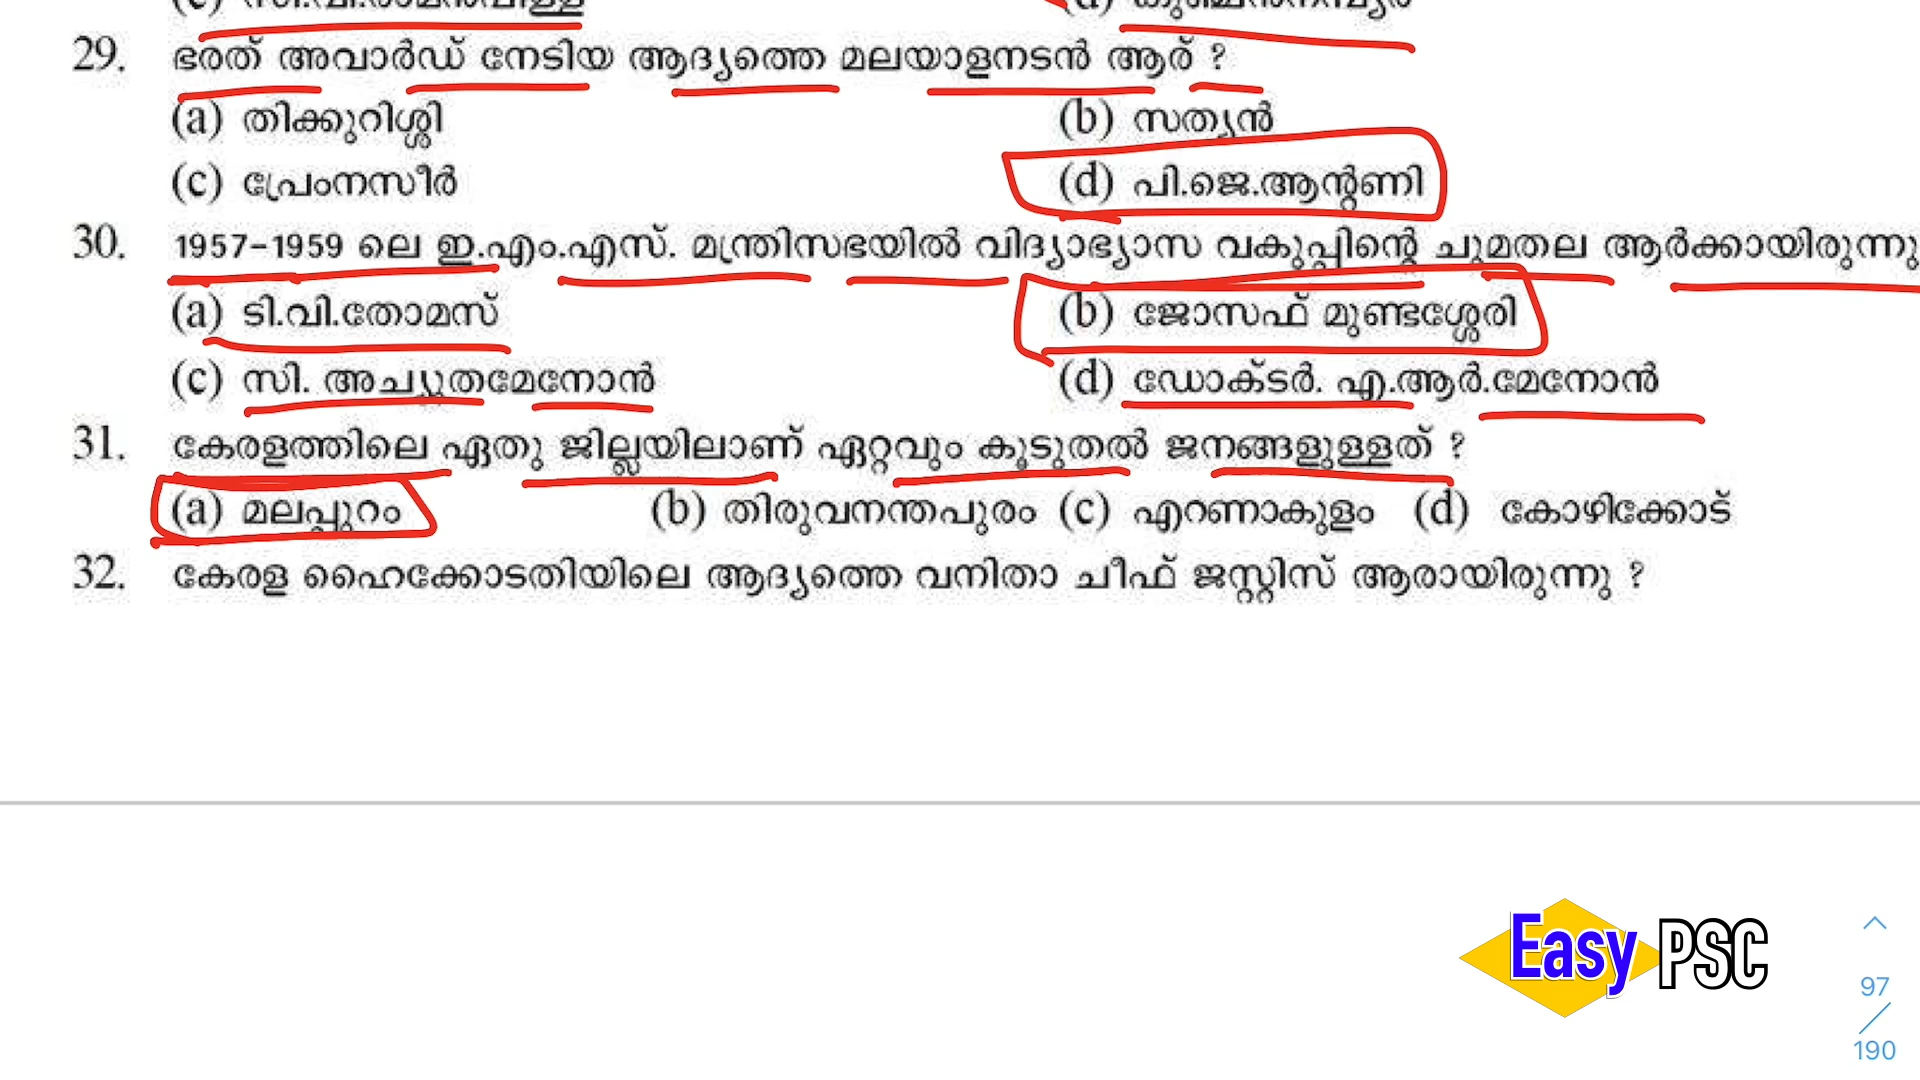 29. ഭരത് അവാർഡ് നേടിയ ആദ്യത്തെ മലയാളനടൻ ആര് ?
(a) തിക്കുറിശ്ശി (b) സത്യൻ
(c) പ്രേംനസീർ (d) പി.ജെ.ആന്റണി
30. 1957-1959 ലെ ഇ.എം.എസ്. മന്ത്രിസഭയിൽ വിദ്യാഭ്യാസ വകുപ്പിന്റെ ചുമതല ആർക്കായിരുന്നു
(a) ടി.വി.തോമസ് (b) ജോസഫ് മുണ്ടശ്ശേരി
(c) സി. അച്യുതമേനോൻ (d) ഡോക്ടർ. എ.ആർ.മേനോൻ
31. കേരളത്തിലെ ഏതു ജില്ലയിലാണ് ഏറ്റവും കൂടുതൽ ജനങ്ങളുള്ളത് ?
(a) മലപ്പുറം (b) തിരുവനന്തപുരം (c) എറണാകുളം (d) കോഴിക്കോട്
32. കേരള ഹൈക്കോടതിയിലെ ആദ്യത്തെ വനിതാ ചീഫ് ജസ്റ്റിസ് ആരായിരുന്നു ?
Easy PSC
97
/
190